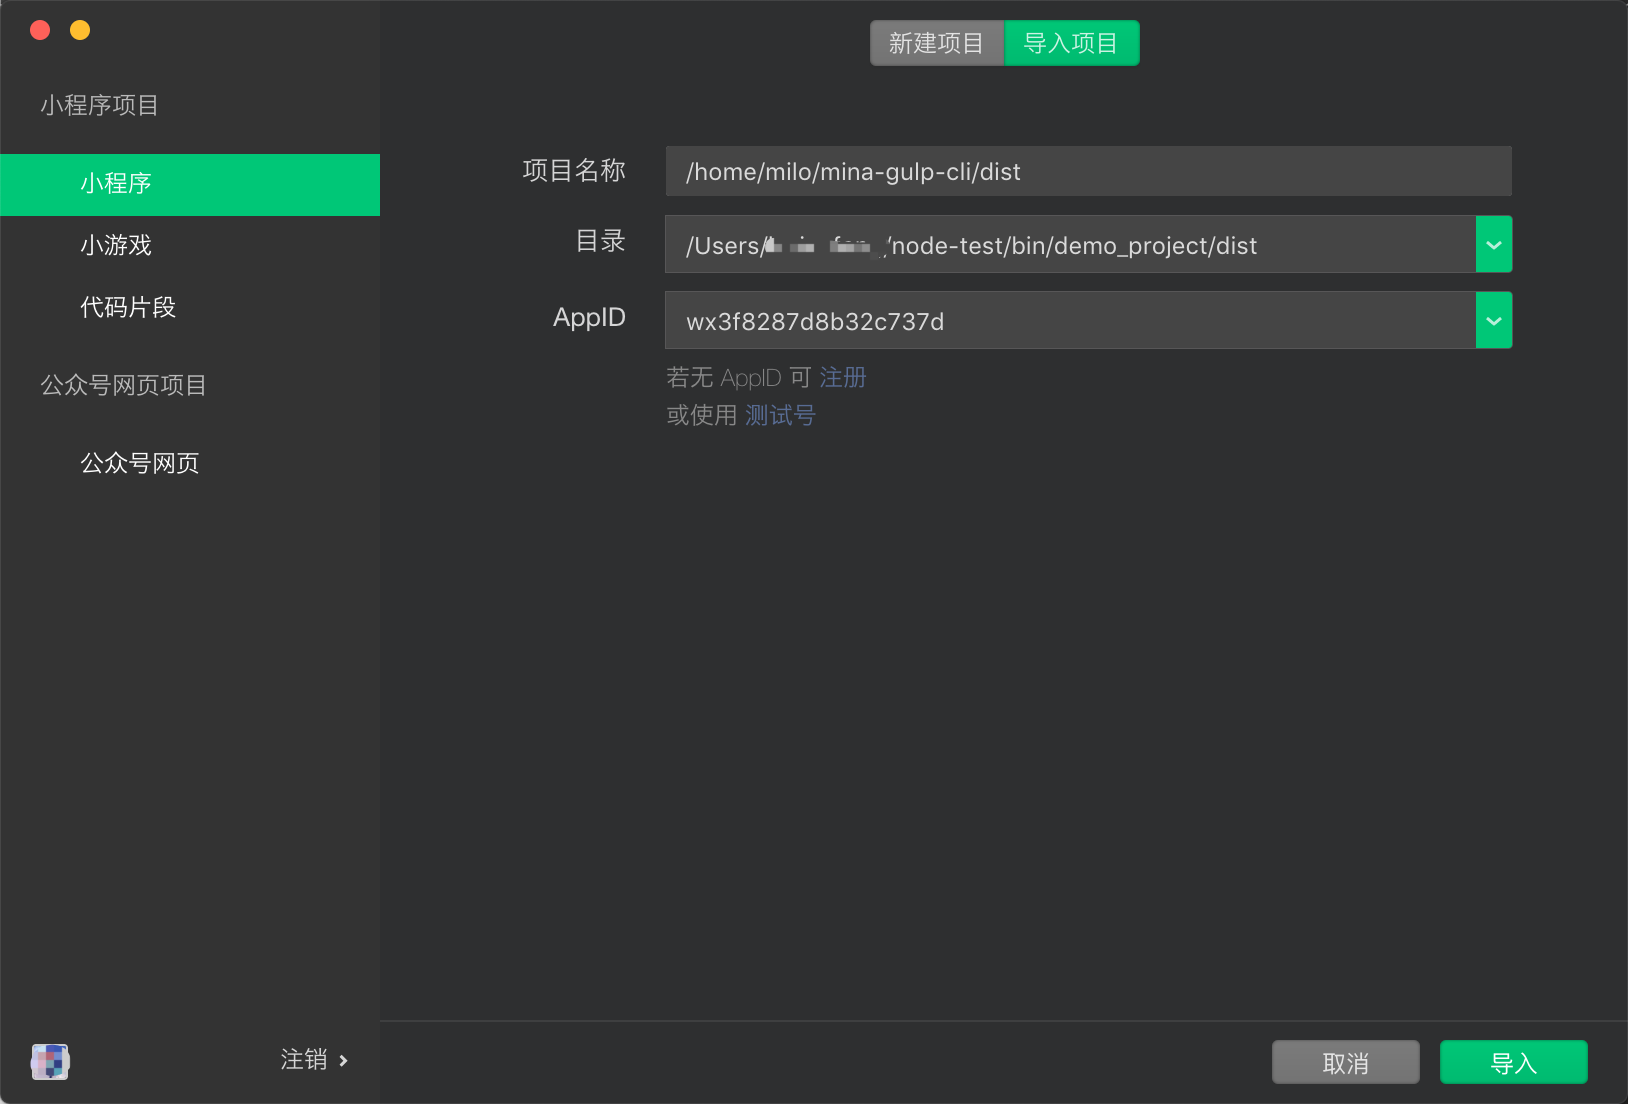 新建项目 导入项目
小程序项目
小程序
小游戏
代码片段
公众号网页项目
公众号网页
注销
项目名称 /home/milo/mina-gulp-cli/dist
目录 /Users/ /node-test/bin/demo_project/dist
AppID wx3f8287d8b32c737d
若无 AppID 可 注册
或使用 测试号
取消 导入